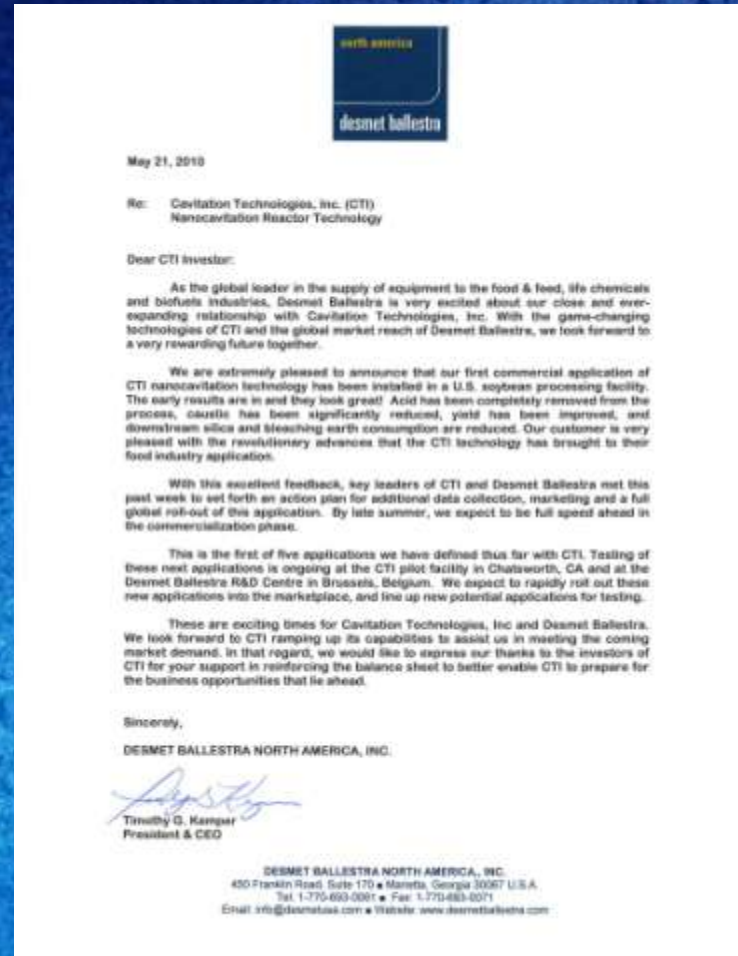 north america
desmet ballestra
May 21, 2010
Re: Cavitation Technologies, Inc. (CTI)
Nanocavitation Reactor Technology
Dear CTI Investor:
As the global leader in the supply of equipment to the food & feed, life chemicals
and biofuels industries, Desmet Ballestra is very excited about our close and ever-
expanding relationship with Cavitation Technologies, Inc. With the game-changing
technologies of CTI and the global market reach of Desmet Ballestra, we look forward to
a very rewarding future together.
We are extremely pleased to announce that our first commercial application of
CTI nanocavitation technology has been installed in a U.S. soybean processing facility.
The early results are in and they look great! Acid has been completely removed from the
process, caustic has been significantly reduced, yield has been improved, and
downstream silica and bleaching earth consumption are reduced. Our customer is very
pleased with the revolutionary advances that the CTI technology has brought to their
food industry application.
With this excellent feedback, key leaders of CTI and Desmet Ballestra met this
past week to set forth an action plan for additional data collection, marketing and a full
global roll-out of this application. By late summer, we expect to be full speed ahead in
the commercialization phase.
This is the first of five applications we have defined thus far with CTI. Testing of
these next applications is ongoing at the CTI pilot facility in Chatsworth, CA and at the
Desmet Ballestra R&D Centre in Brussels, Belgium. We expect to rapidly roll out these
new applications into the marketplace, and line up new potential applications for testing.
These are exciting times for Cavitation Technologies, Inc and Desmet Ballestra.
We look forward to CTI ramping up its capabilities to assist us in meeting the coming
market demand. In that regard, we would like to express our thanks to the investors of
CTI for your support in reinforcing the balance sheet to better enable CTI to prepare for
the business opportunities that lie ahead.
Sincerely,
DESMET BALLESTRA NORTH AMERICA, INC.
Timothy G. Kemper
President & CEO
DESMET BALLESTRA NORTH AMERICA, INC.
450 Franklin Road, Suite 170 ● Marietta, Georgia 30067 U.S.A.
Tel. 1-770-693-0061 ● Fax: 1-770-693-0071
Email: info@desmetusa.com ● Website: www.desmetballestra.com